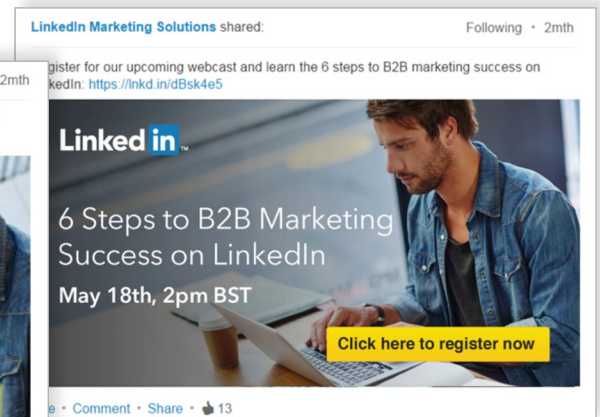 LinkedIn Marketing Solutions shared:
Following • 2mth
2mth
gister for our upcoming webcast and learn the 6 steps to B2B marketing success on
kedIn: https://lnkd.in/dBsk4e5
Linked in ™
6 Steps to B2B Marketing
Success on LinkedIn
May 18th, 2pm BST
Click here to register now
e • Comment • Share • 13